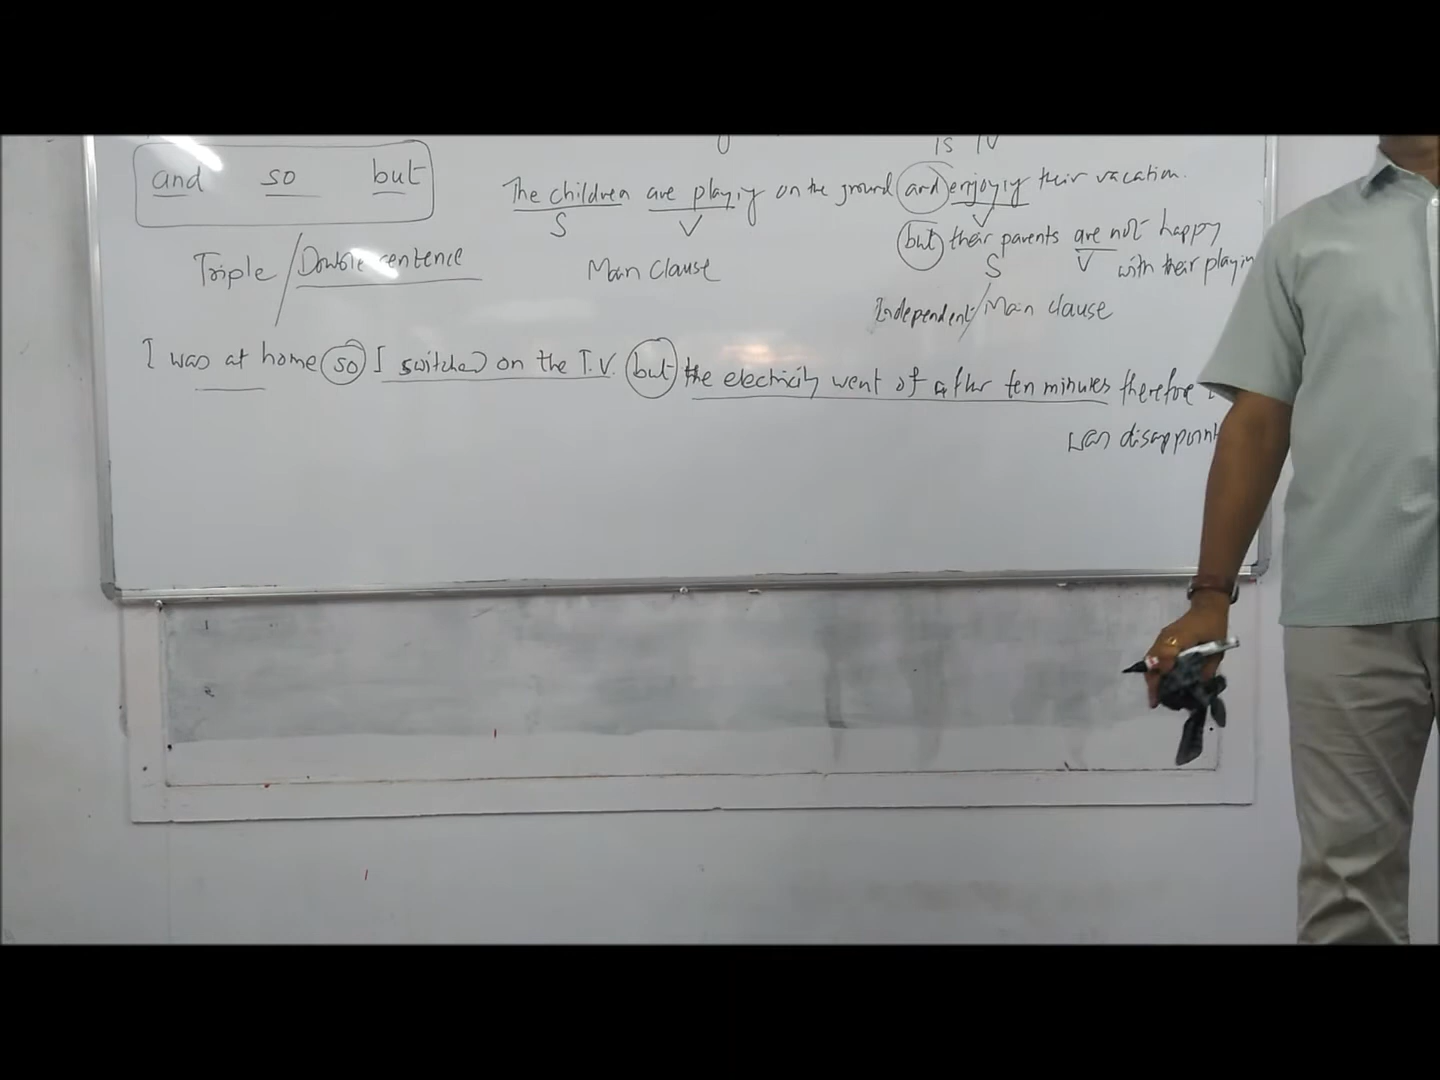 and so but
The children are playing on the ground and enjoying their vacation.
S V V
but their parents are not happy
S V with their playin
Triple / Double sentence Main Clause
Independent / Main clause
I was at home so I switched on the T.V. but the electricity went of after ten minutes therefore
was disappoint